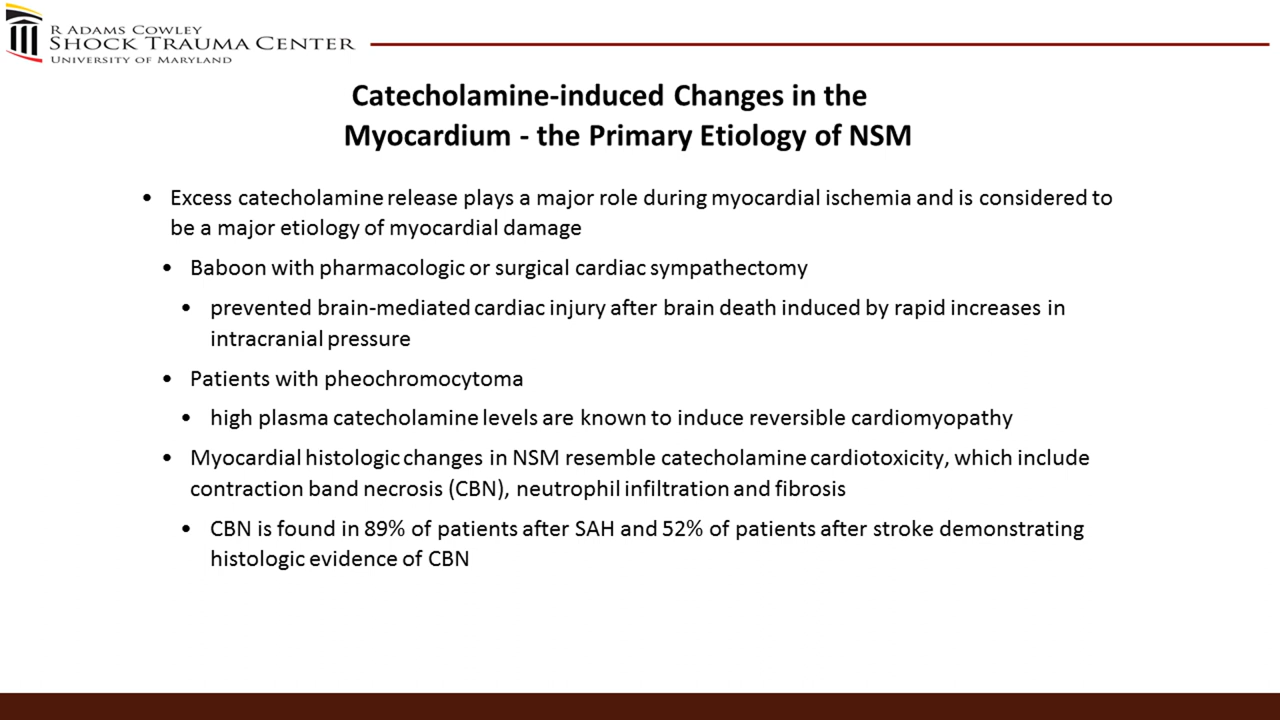 R ADAMS COWLEY
SHOCK TRAUMA CENTER
UNIVERSITY OF MARYLAND
Catecholamine-induced Changes in the
Myocardium - the Primary Etiology of NSM
• Excess catecholamine release plays a major role during myocardial ischemia and is considered to
be a major etiology of myocardial damage
• Baboon with pharmacologic or surgical cardiac sympathectomy
• prevented brain-mediated cardiac injury after brain death induced by rapid increases in
intracranial pressure
• Patients with pheochromocytoma
• high plasma catecholamine levels are known to induce reversible cardiomyopathy
• Myocardial histologic changes in NSM resemble catecholamine cardiotoxicity, which include
contraction band necrosis (CBN), neutrophil infiltration and fibrosis
• CBN is found in 89% of patients after SAH and 52% of patients after stroke demonstrating
histologic evidence of CBN